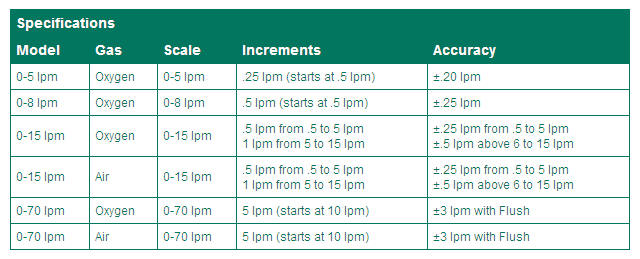 Specifications
Model Gas Scale Increments Accuracy
0-5 lpm Oxygen 0-5 lpm .25 lpm (starts at .5 lpm) ±.20 lpm
0-8 lpm Oxygen 0-8 lpm .5 lpm (starts at .5 lpm) ±.25 lpm
0-15 lpm Oxygen 0-15 lpm .5 lpm from .5 to 5 lpm ±.25 lpm from .5 to 5 lpm
1 lpm from 5 to 15 lpm ±.5 lpm above 6 to 15 lpm
0-15 lpm Air 0-15 lpm .5 lpm from .5 to 5 lpm ±.25 lpm from .5 to 5 lpm
1 lpm from 5 to 15 lpm ±.5 lpm above 6 to 15 lpm
0-70 lpm Oxygen 0-70 lpm 5 lpm (starts at 10 lpm) ±3 lpm with Flush
0-70 lpm Air 0-70 lpm 5 lpm (starts at 10 lpm) ±3 lpm with Flush